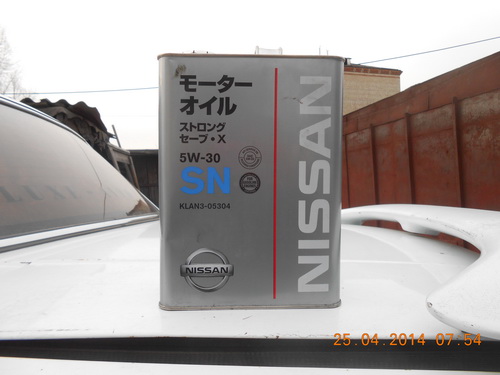 モーター
オイル
ストロング
セーブ・X
5W-30
SN
KLAN3-05304
NISSAN
NISSAN
25.04.2014 07:54